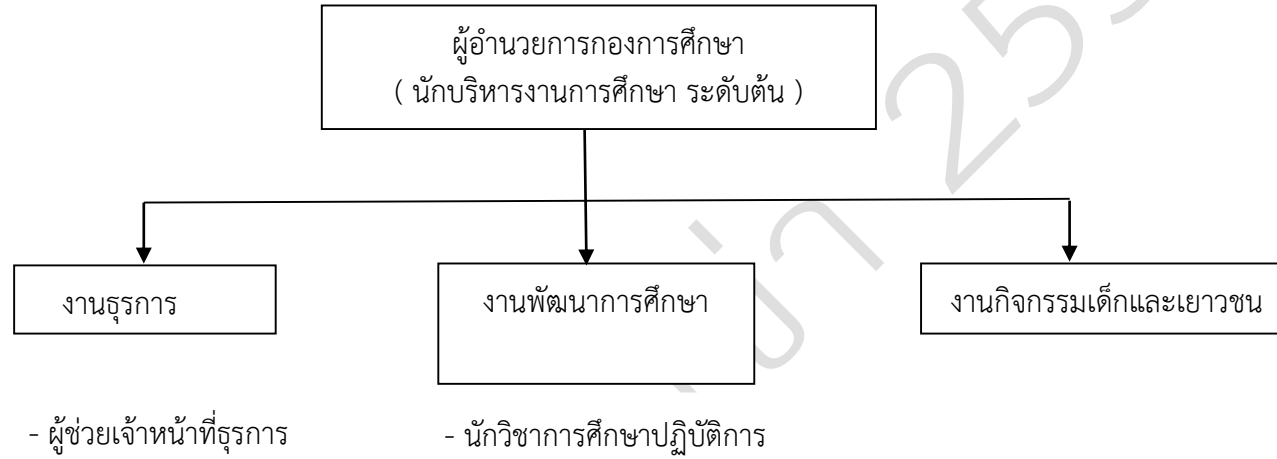 ผู้อำนวยการกองการศึกษา
( นักบริหารงานการศึกษา ระดับต้น )
งานธุรการ
งานพัฒนาการศึกษา
งานกิจกรรมเด็กและเยาวชน
- ผู้ช่วยเจ้าหน้าที่ธุรการ
- นักวิชาการศึกษาปฏิบัติการ